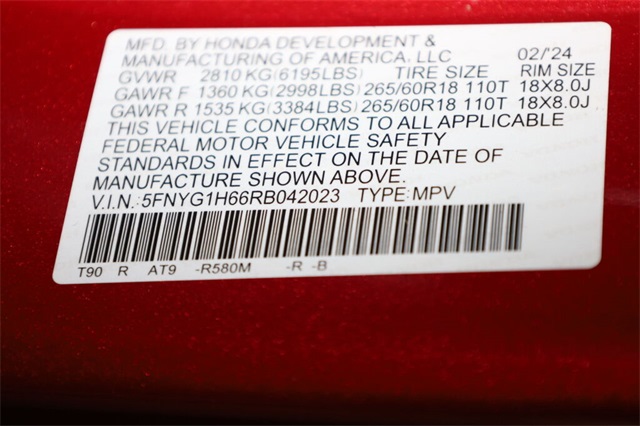 MFD. BY HONDA DEVELOPMENT &
MANUFACTURING OF AMERICA, LLC 02/'24
GVWR 2810 KG(6195LBS) TIRE SIZE RIM SIZE
GAWR F 1360 KG(2998LBS) 265/60R18 110T 18X8.0J
GAWR R 1535 KG(3384LBS) 265/60R18 110T 18X8.0J
THIS VEHICLE CONFORMS TO ALL APPLICABLE
FEDERAL MOTOR VEHICLE SAFETY
STANDARDS IN EFFECT ON THE DATE OF
MANUFACTURE SHOWN ABOVE.
V.I.N.:5FNYG1H66RB042023 TYPE:MPV
T90 R AT9 -R580M -R -B